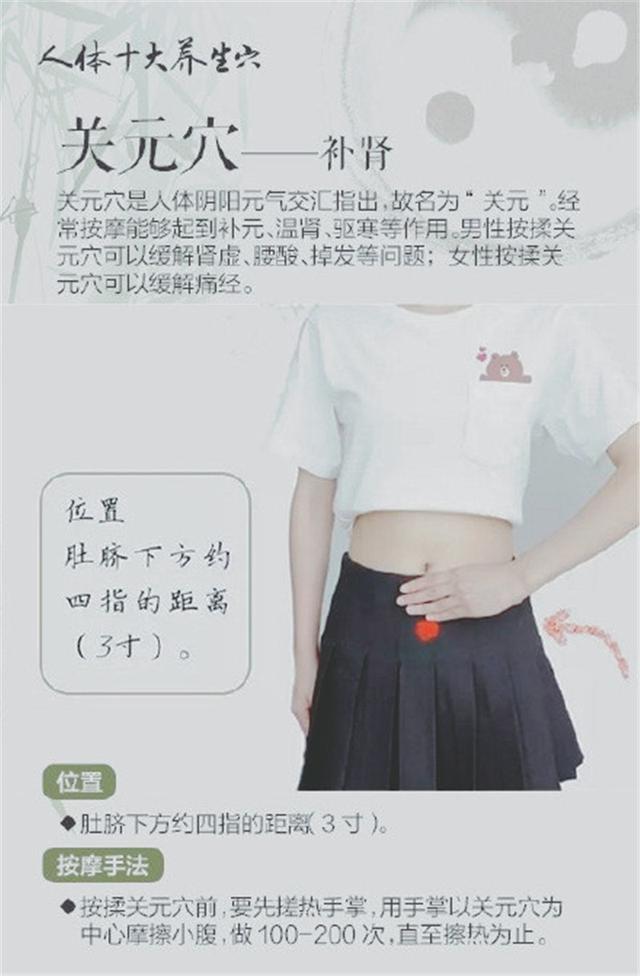 人体十大养生穴
关元穴——补肾
关元穴是人体阴阳元气交汇指出,故名为“关元”。经
常按摩能够起到补元、温肾、驱寒等作用。男性按揉关
元穴可以缓解肾虚、腰酸、掉发等问题；女性按揉关
元穴可以缓解痛经。
位置
肚脐下方约
四指的距离
（3寸）。
位置
◆肚脐下方约四指的距离(3寸)。
按摩手法
◆按揉关元穴前,要先搓热手掌,用手掌以关元穴为
中心摩擦小腹,做100-200次,直至擦热为止。